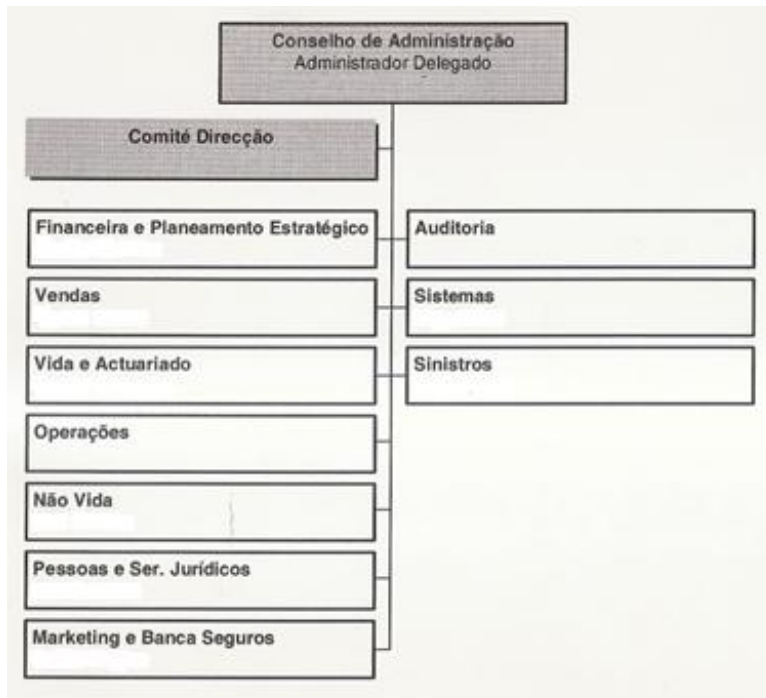 Conselho de Administração
Administrador Delegado
Comité Direcção
Financeira e Planeamento Estratégico
Auditoria
Vendas
Sistemas
Vida e Actuariado
Sinistros
Operações
Não Vida
Pessoas e Ser. Jurídicos
Marketing e Banca Seguros